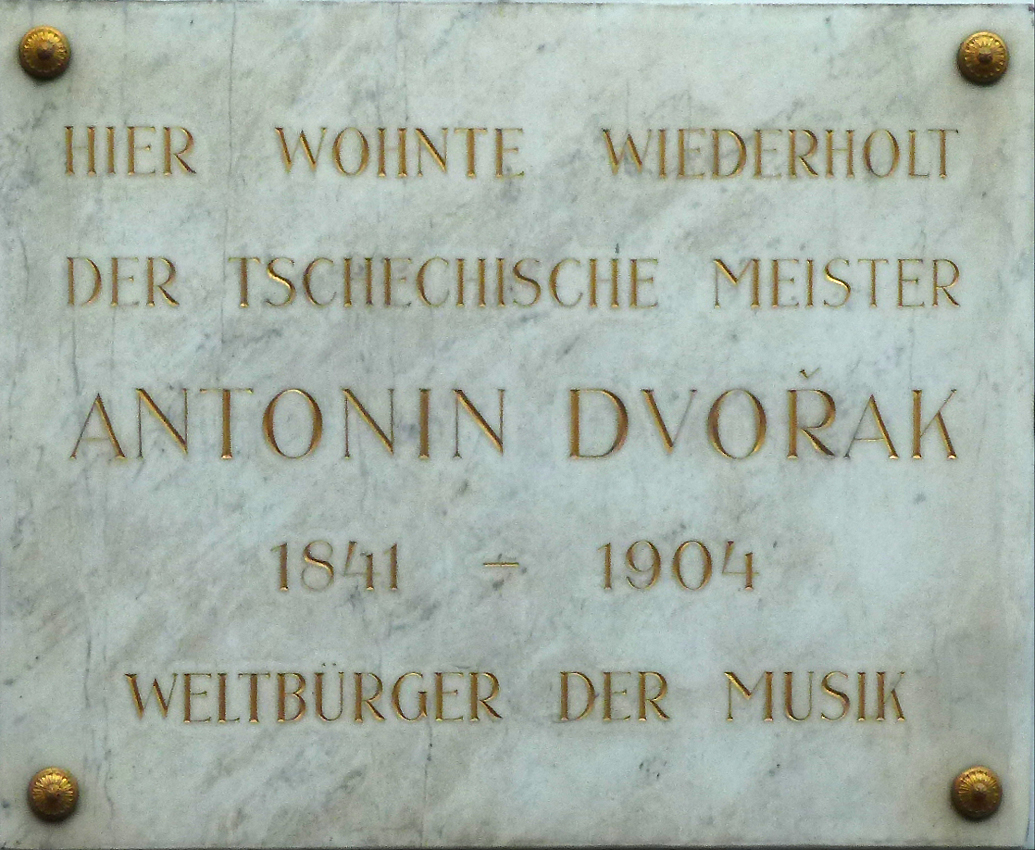 HIER WOHNTE WIEDERHOLT
DER TSCHECHISCHE MEISTER
ANTONIN DVOŘAK
1841 - 1904
WELTBÜRGER DER MUSIK